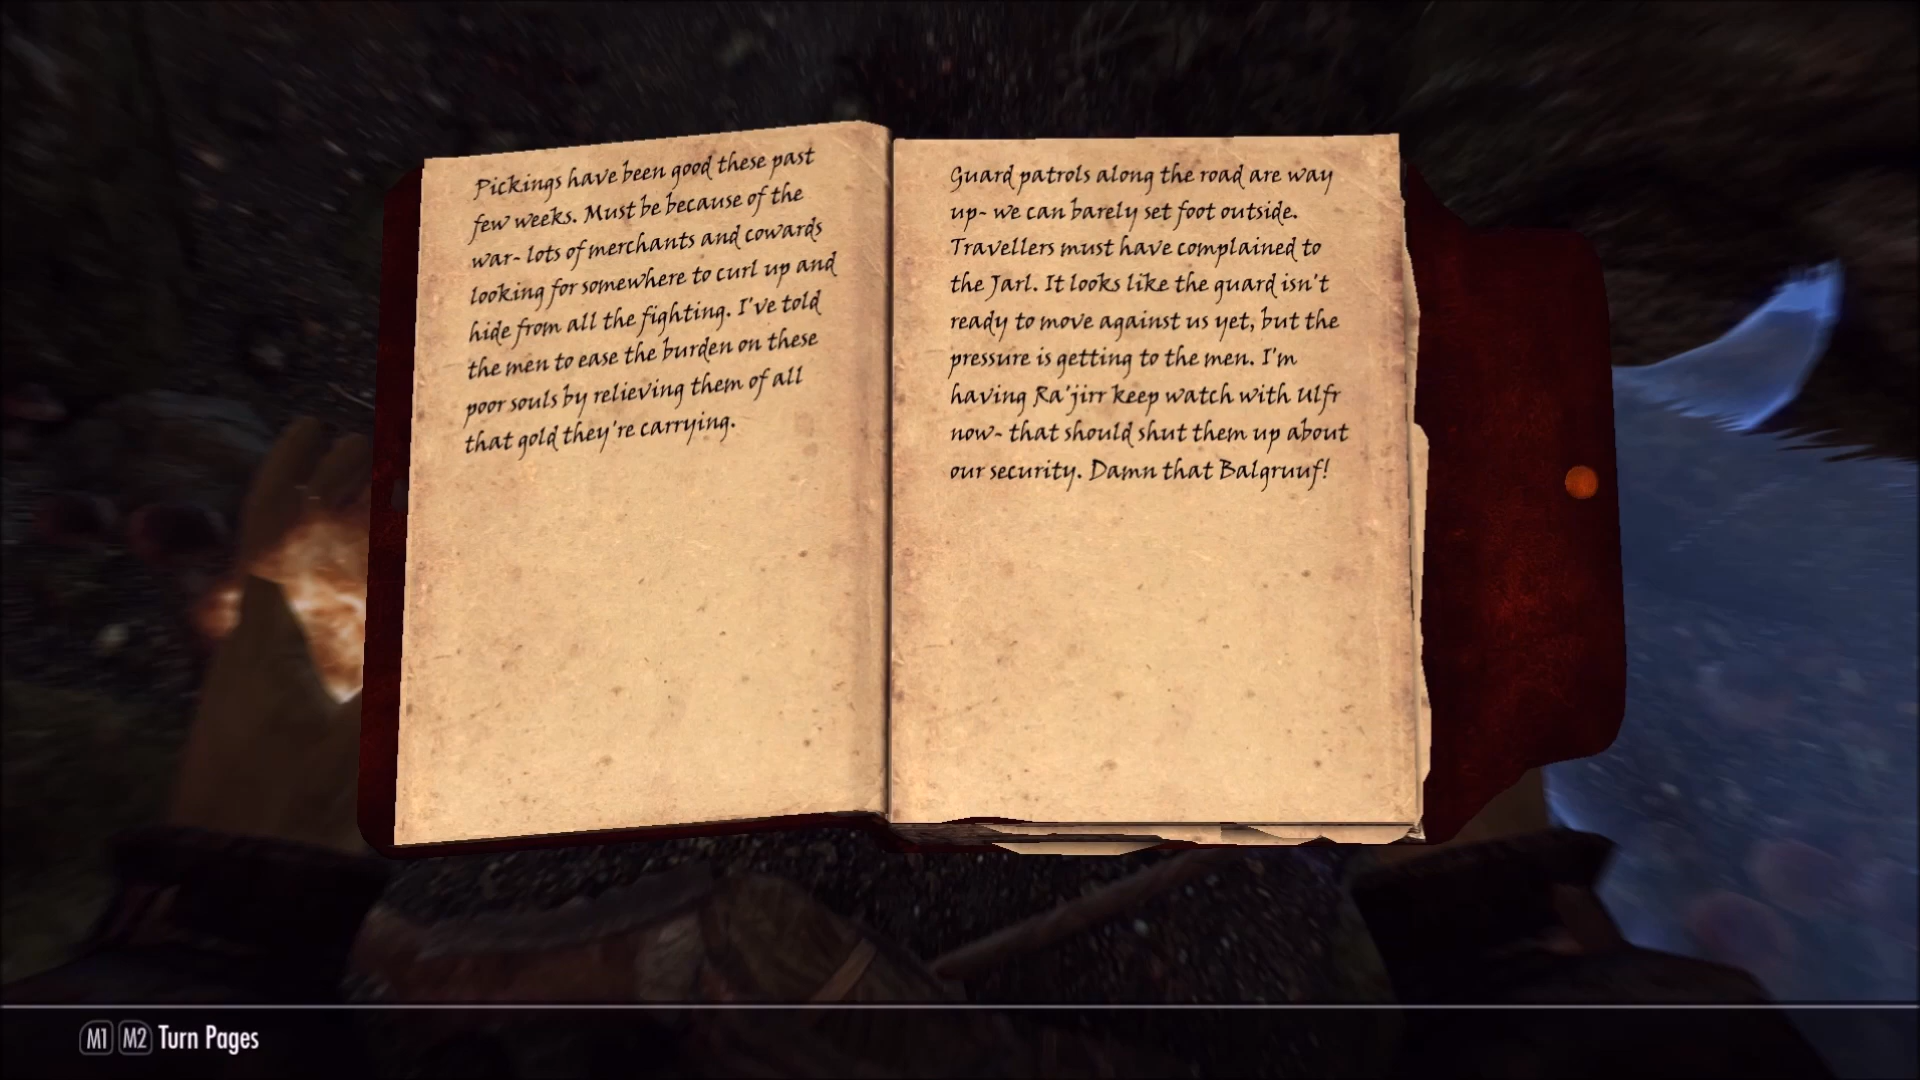 Pickings have been good these past
few weeks. Must be because of the
war- lots of merchants and cowards
looking for somewhere to curl up and
hide from all the fighting. I've told
the men to ease the burden on these
poor souls by relieving them of all
that gold they're carrying.
Guard patrols along the road are way
up- we can barely set foot outside.
Travellers must have complained to
the Jarl. It looks like the guard isn't
ready to move against us yet, but the
pressure is getting to the men. I'm
having Ra'jirr keep watch with Ulfr
now- that should shut them up about
our security. Damn that Balgruuf!
M1 M2 Turn Pages